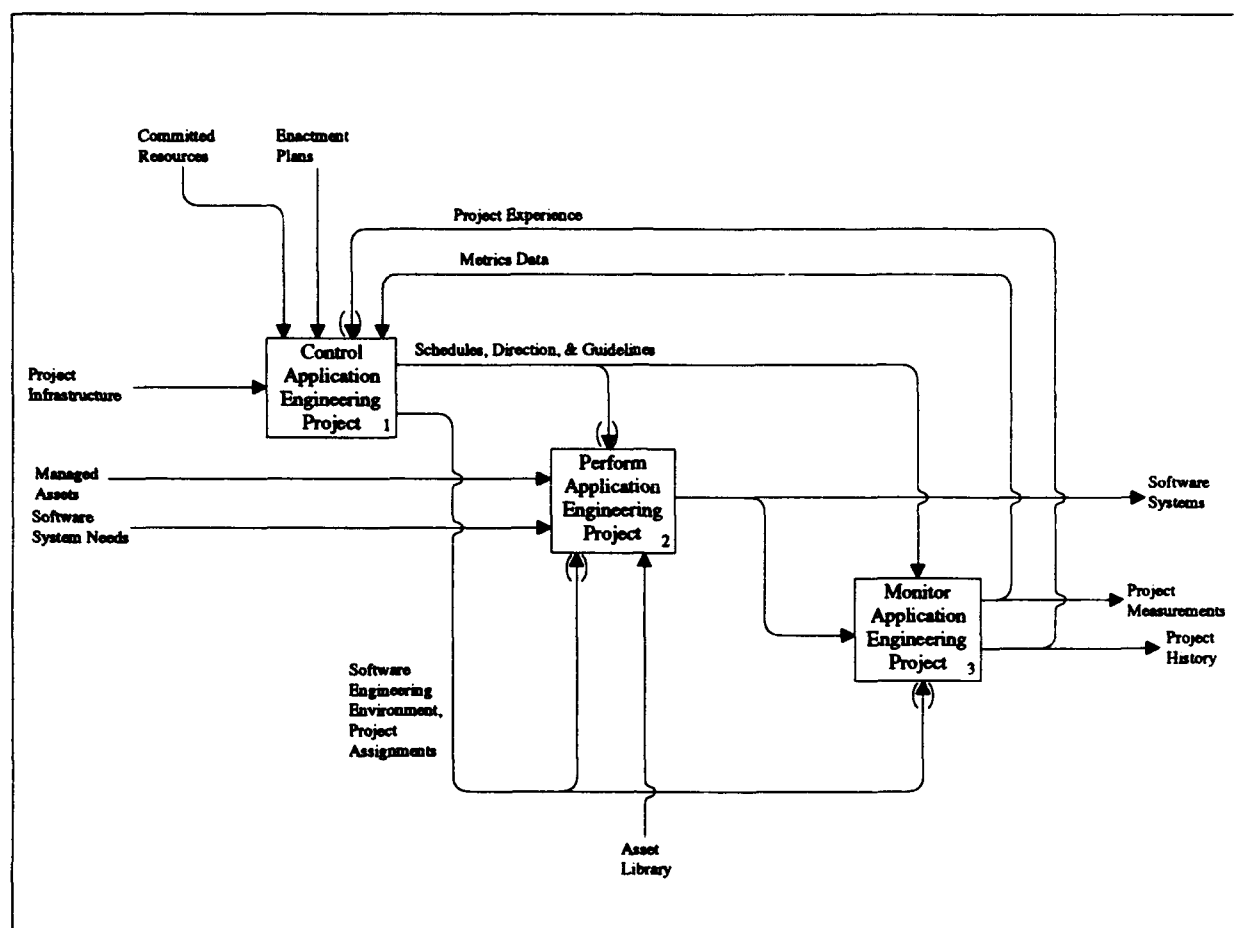 Committed
Resources
Enactment
Plans
Project Experience
Metrics Data
Control
Application
Engineering
Project
1
Schedules, Direction, & Guidelines
Project
Infrastructure
Managed
Assets
Software
System Needs
Perform
Application
Engineering
Project
2
Software
Systems
Monitor
Application
Engineering
Project
3
Project
Measurements
Project
History
Software
Engineering
Environment,
Project
Assignments
Asset
Library